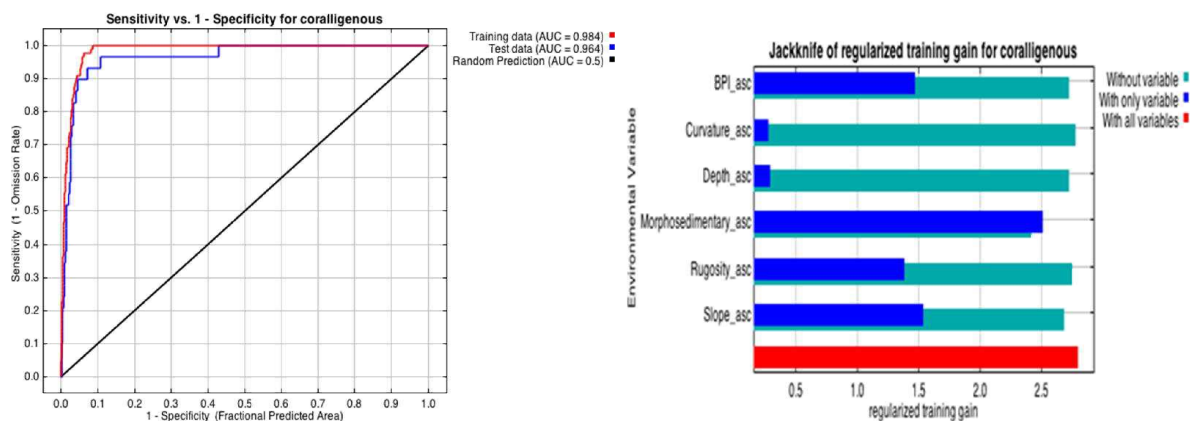 Sensitivity vs. 1 - Specificity for coralligenous
Training data (AUC = 0.984)
Test data (AUC = 0.964)
Random Prediction (AUC = 0.5)
Sensitivity (1 - Omission Rate)
1.0
0.9
0.8
0.7
0.6
0.5
0.4
0.3
0.2
0.1
0.0
0.0 0.1 0.2 0.3 0.4 0.5 0.6 0.7 0.8 0.9 1.0
1 - Specificity (Fractional Predicted Area)
Jackknife of regularized training gain for coralligenous
Without variable
With only variable
With all variables
Environmental Variable
BPI_asc
Curvature_asc
Depth_asc
Morphosedimentary_asc
Rugosity_asc
Slope_asc
0.5 1.0 1.5 2.0 2.5
regularized training gain